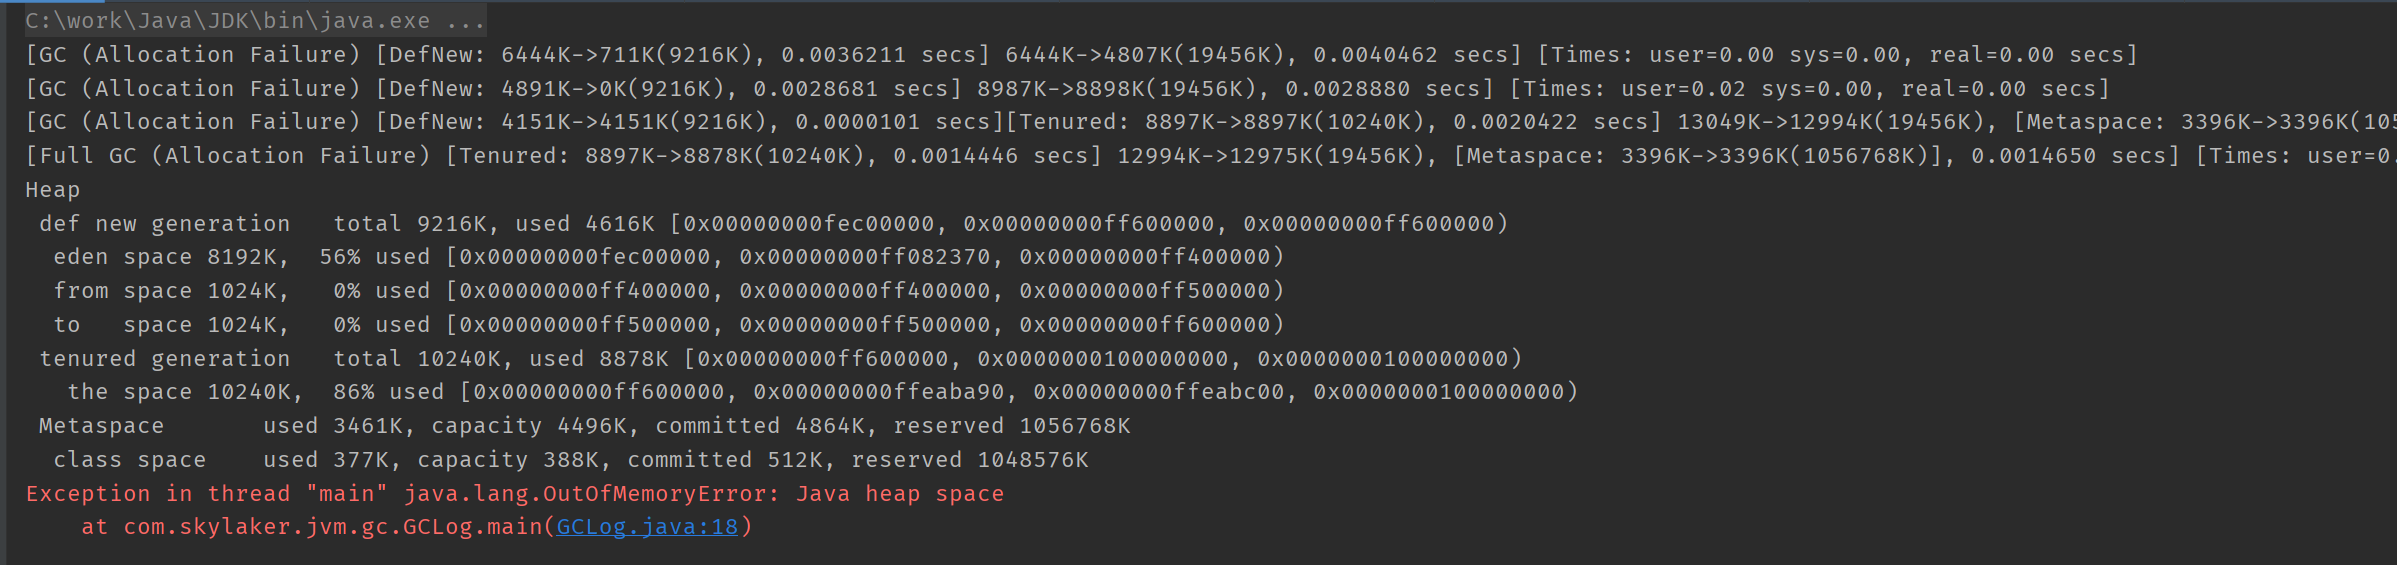 C:\work\Java\JDK\bin\java.exe ...
[GC (Allocation Failure) [DefNew: 6444K->711K(9216K), 0.0036211 secs] 6444K->4807K(19456K), 0.0040462 secs] [Times: user=0.00 sys=0.00, real=0.00 secs]
[GC (Allocation Failure) [DefNew: 4891K->0K(9216K), 0.0028681 secs] 8987K->8898K(19456K), 0.0028880 secs] [Times: user=0.02 sys=0.00, real=0.00 secs]
[GC (Allocation Failure) [DefNew: 4151K->4151K(9216K), 0.0000101 secs][Tenured: 8897K->8897K(10240K), 0.0020422 secs] 13049K->12994K(19456K), [Metaspace: 3396K->3396K(105
[Full GC (Allocation Failure) [Tenured: 8897K->8878K(10240K), 0.0014446 secs] 12994K->12975K(19456K), [Metaspace: 3396K->3396K(1056768K)], 0.0014650 secs] [Times: user=0.
Heap
 def new generation   total 9216K, used 4616K [0x00000000fec00000, 0x00000000ff600000, 0x00000000ff600000)
  eden space 8192K,  56% used [0x00000000fec00000, 0x00000000ff082370, 0x00000000ff400000)
  from space 1024K,   0% used [0x00000000ff400000, 0x00000000ff400000, 0x00000000ff500000)
  to   space 1024K,   0% used [0x00000000ff500000, 0x00000000ff500000, 0x00000000ff600000)
 tenured generation   total 10240K, used 8878K [0x00000000ff600000, 0x0000000100000000, 0x0000000100000000)
   the space 10240K,  86% used [0x00000000ff600000, 0x00000000ffeaba90, 0x00000000ffeabc00, 0x0000000100000000)
 Metaspace       used 3461K, capacity 4496K, committed 4864K, reserved 1056768K
  class space    used 377K, capacity 388K, committed 512K, reserved 1048576K
Exception in thread "main" java.lang.OutOfMemoryError: Java heap space
    at com.skylaker.jvm.gc.GCLog.main(GCLog.java:18)